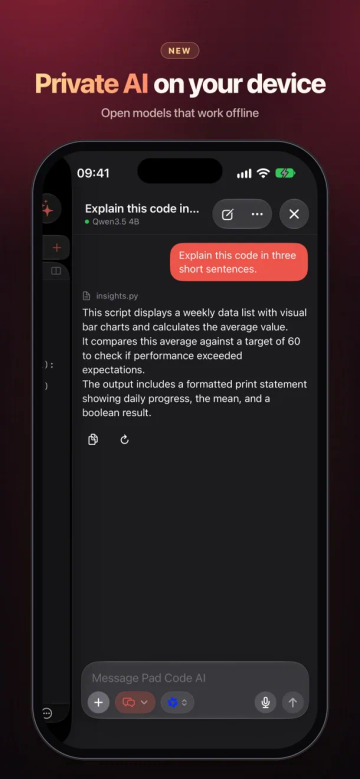 NEW
Private AI on your device
Open models that work offline
09:41
Explain this code in...
Qwen3.5 4B
Explain this code in three
short sentences.
insights.py
This script displays a weekly data list with visual
bar charts and calculates the average value.
It compares this average against a target of 60
to check if performance exceeded
expectations.
The output includes a formatted print statement
showing daily progress, the mean, and a
boolean result.
):
)
Message Pad Code AI